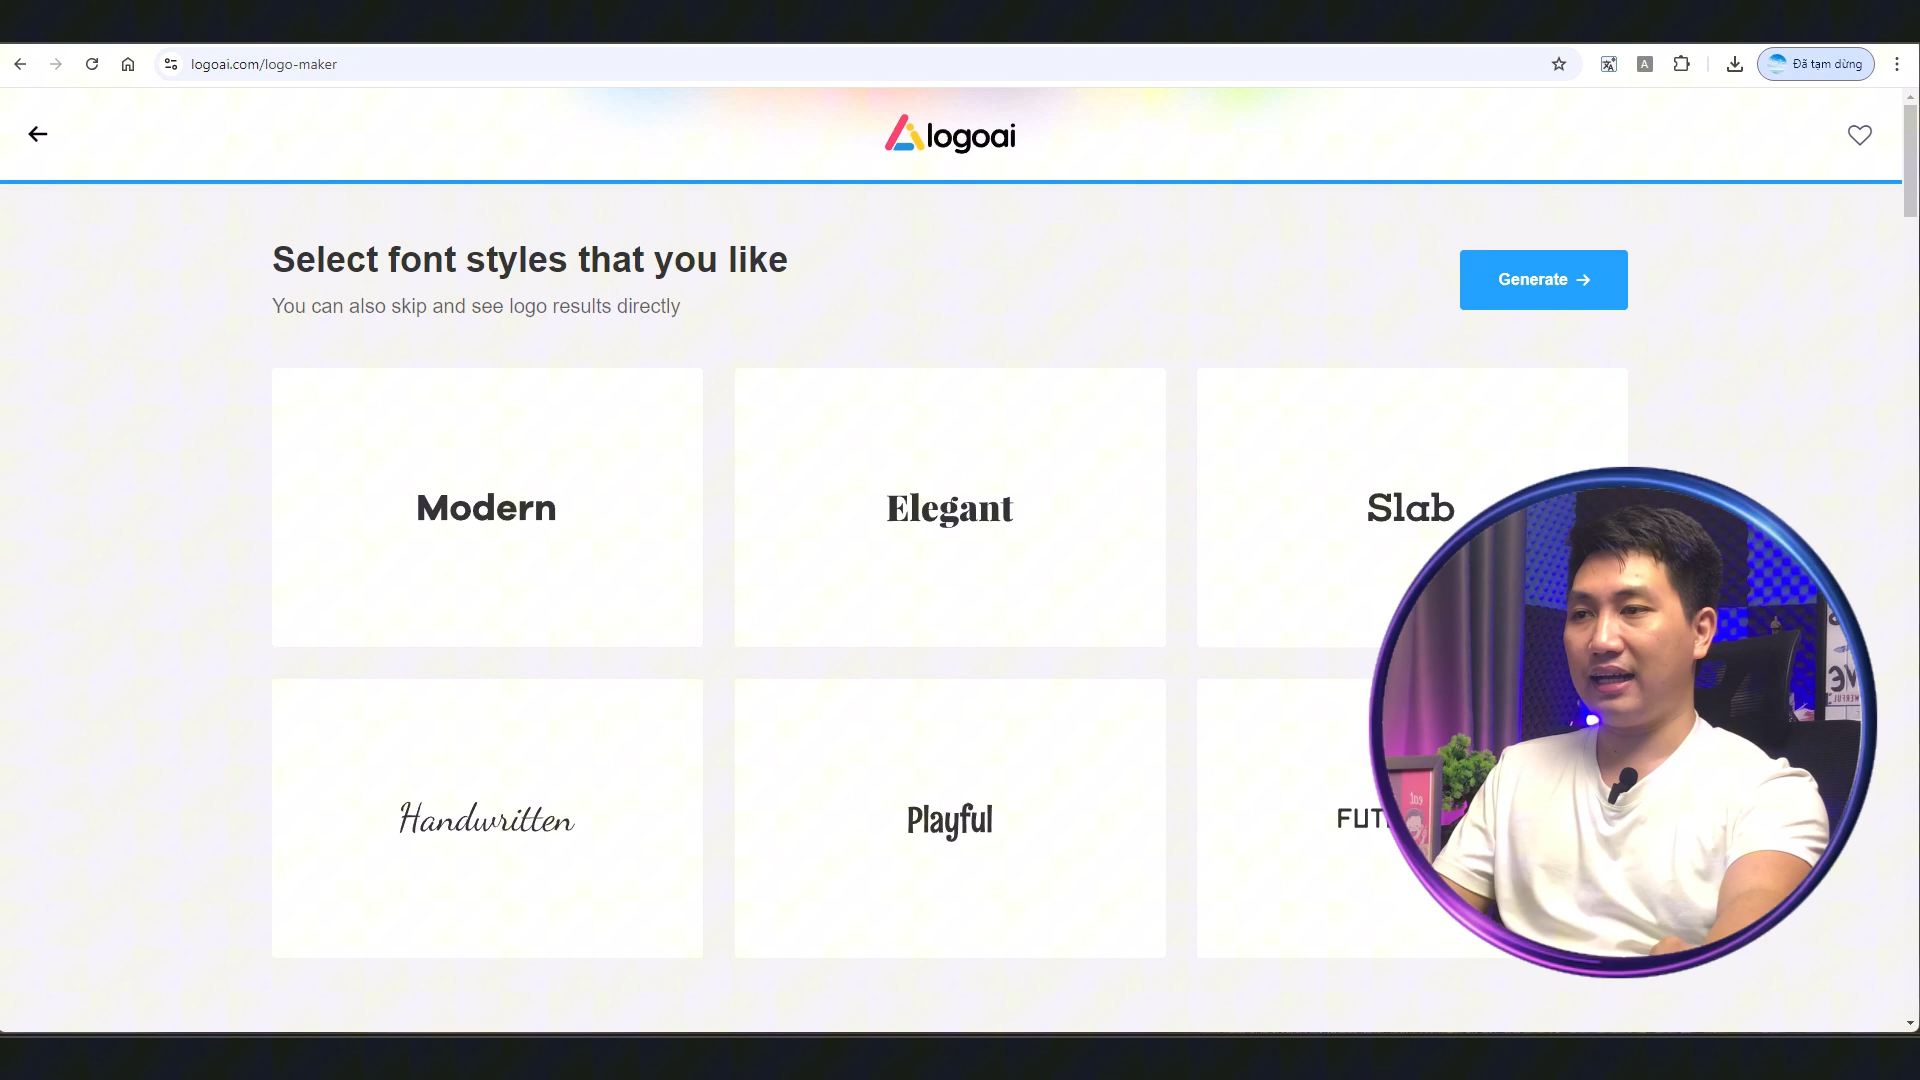 logoai.com/logo-maker
A
Đã tạm dừng
logoai
Select font styles that you like
You can also skip and see logo results directly
Generate
Modern
Elegant
Slab
Handwritten
Playful